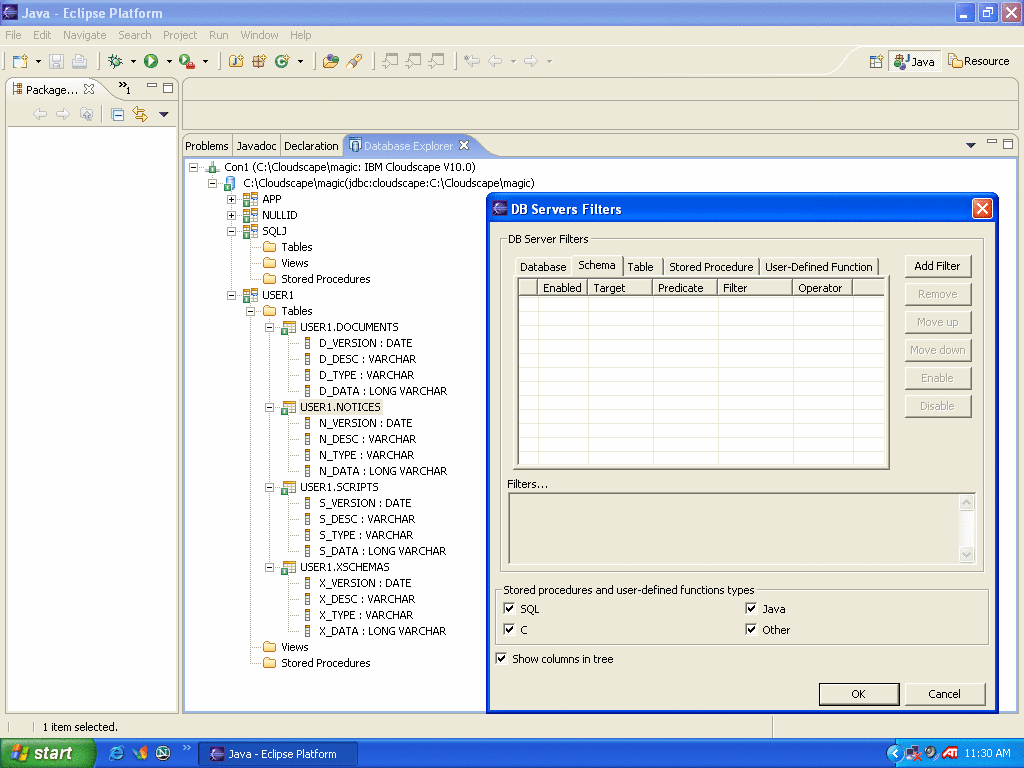 Java - Eclipse Platform
File Edit Navigate Search Project Run Window Help
Java Resource
Package... 1
Problems Javadoc Declaration Database Explorer
Con1 (C:\Cloudscape\magic: IBM Cloudscape V10.0)
C:\Cloudscape\magic(jdbc:cloudscape:C:\Cloudscape\magic)
APP
NULLID
SQLJ
Tables
Views
Stored Procedures
USER1
Tables
USER1.DOCUMENTS
D_VERSION : DATE
D_DESC : VARCHAR
D_TYPE : VARCHAR
D_DATA : LONG VARCHAR
USER1.NOTICES
N_VERSION : DATE
N_DESC : VARCHAR
N_TYPE : VARCHAR
N_DATA : LONG VARCHAR
USER1.SCRIPTS
S_VERSION : DATE
S_DESC : VARCHAR
S_TYPE : VARCHAR
S_DATA : LONG VARCHAR
USER1.XSCHEMAS
X_VERSION : DATE
X_DESC : VARCHAR
X_TYPE : VARCHAR
X_DATA : LONG VARCHAR
Views
Stored Procedures
DB Servers Filters
DB Server Filters
Database Schema Table Stored Procedure User-Defined Function
Enabled Target Predicate Filter Operator
Add Filter
Remove
Move up
Move down
Enable
Disable
Filters...
Stored procedures and user-defined functions types
SQL Java
C Other
Show columns in tree
OK Cancel
1 item selected.
start Java - Eclipse Platform 11:30 AM